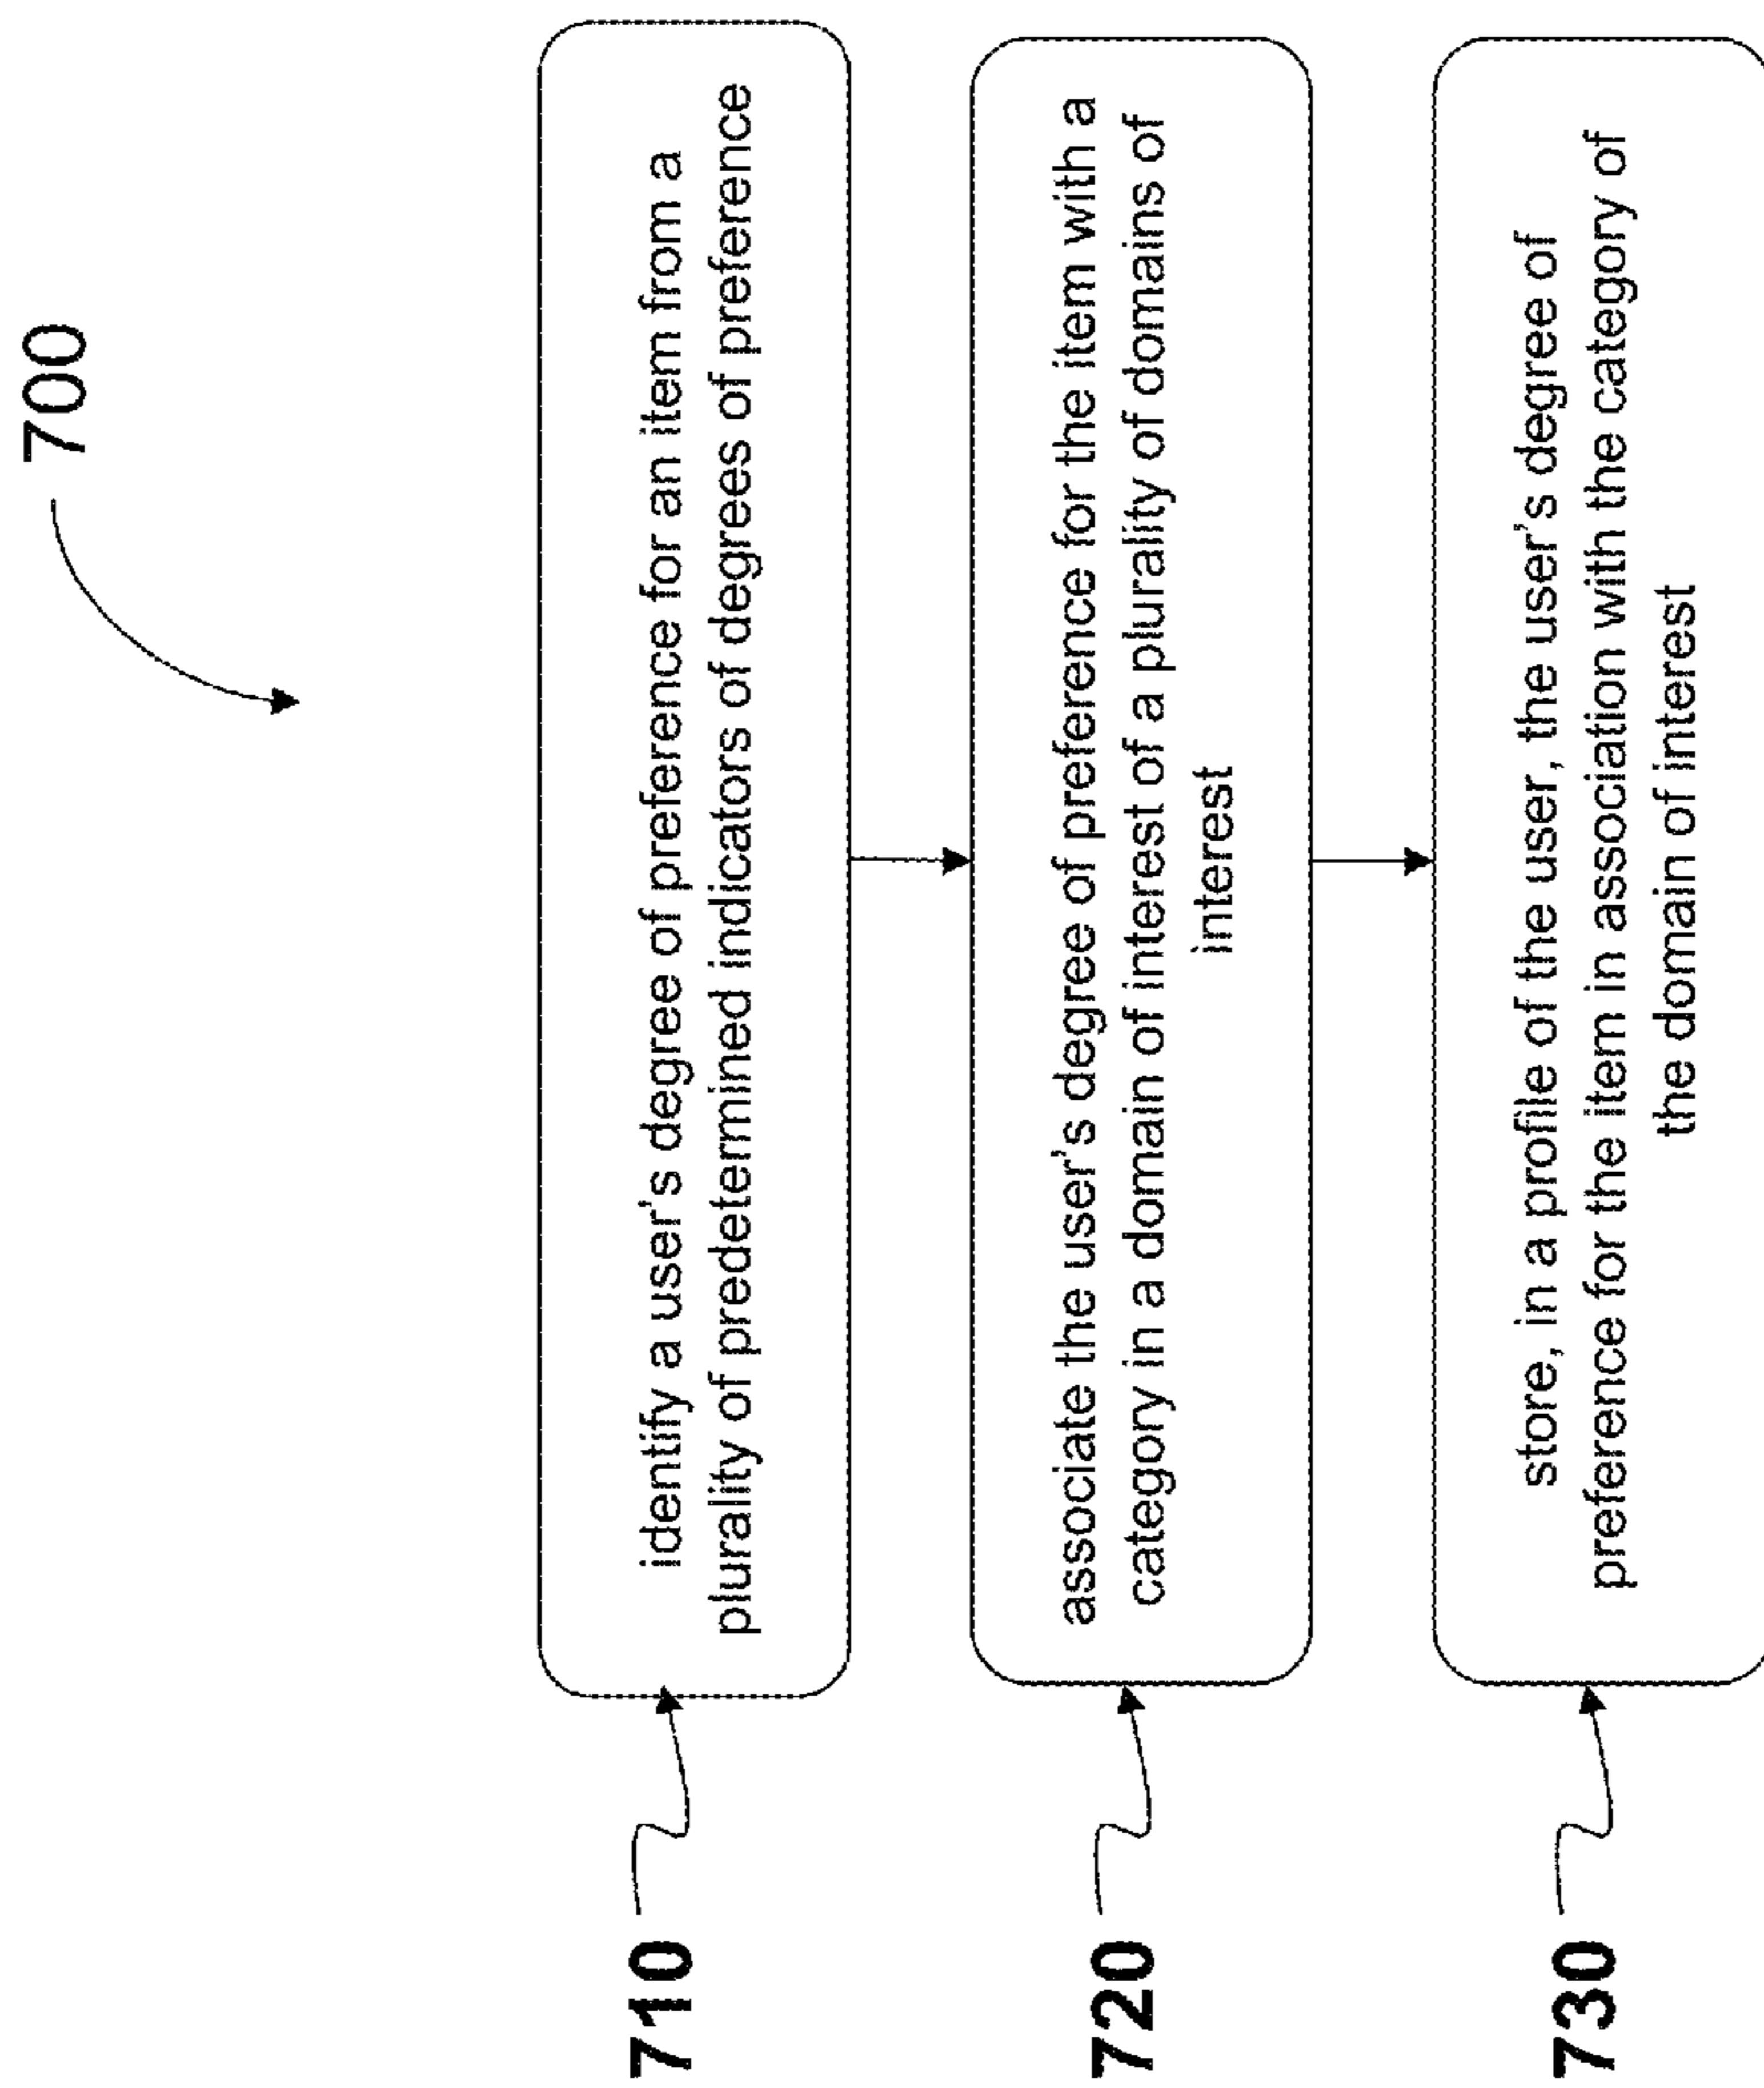 700
710
identify a user's degree of preference for an item from a
plurality of predetermined indicators of degrees of preference
720
associate the user's degree of preference for the item with a
category in a domain of interest of a plurality of domains of
interest
730
store, in a profile of the user, the user's degree of
preference for the item in association with the category of
the domain of interest